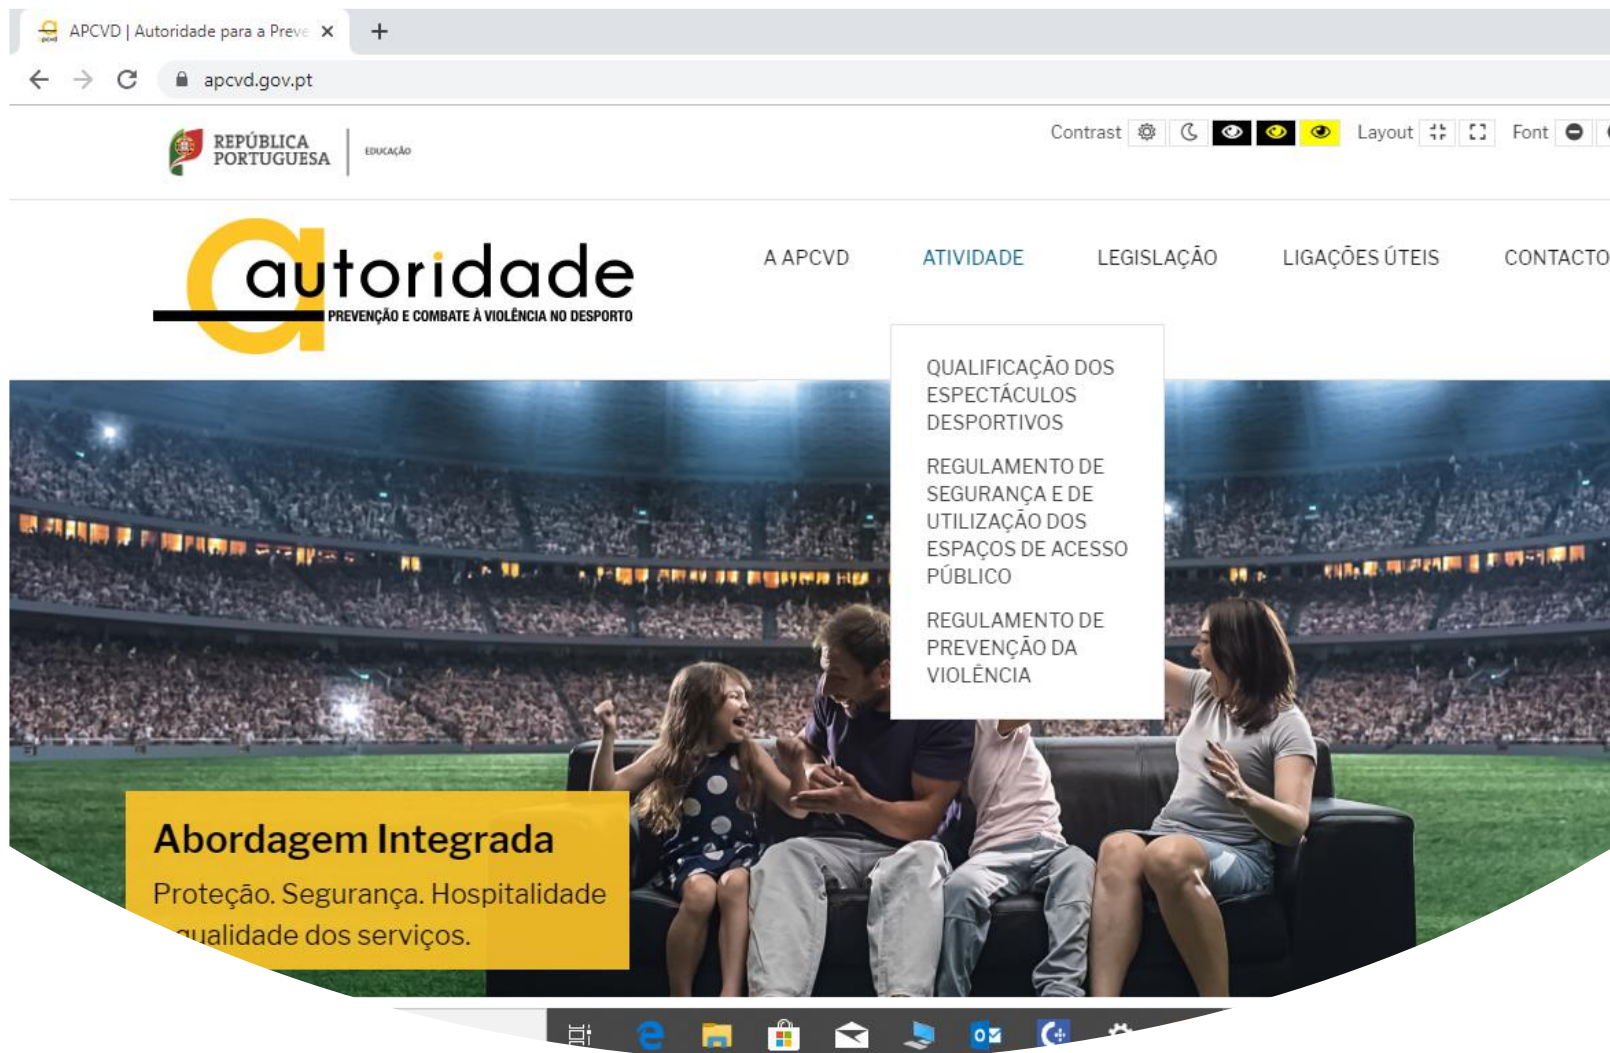 APCVD | Autoridade para a Preve
apcvd.gov.pt
REPÚBLICA
PORTUGUESA
EDUCAÇÃO
Contrast
Layout
Font
autoridade
PREVENÇÃO E COMBATE À VIOLÊNCIA NO DESPORTO
A APCVD
ATIVIDADE
LEGISLAÇÃO
LIGAÇÕES ÚTEIS
CONTACTO
QUALIFICAÇÃO DOS
ESPECTÁCULOS
DESPORTIVOS
REGULAMENTO DE
SEGURANÇA E DE
UTILIZAÇÃO DOS
ESPAÇOS DE ACESSO
PÚBLICO
REGULAMENTO DE
PREVENÇÃO DA
VIOLÊNCIA
Abordagem Integrada
Proteção. Segurança. Hospitalidade
qualidade dos serviços.